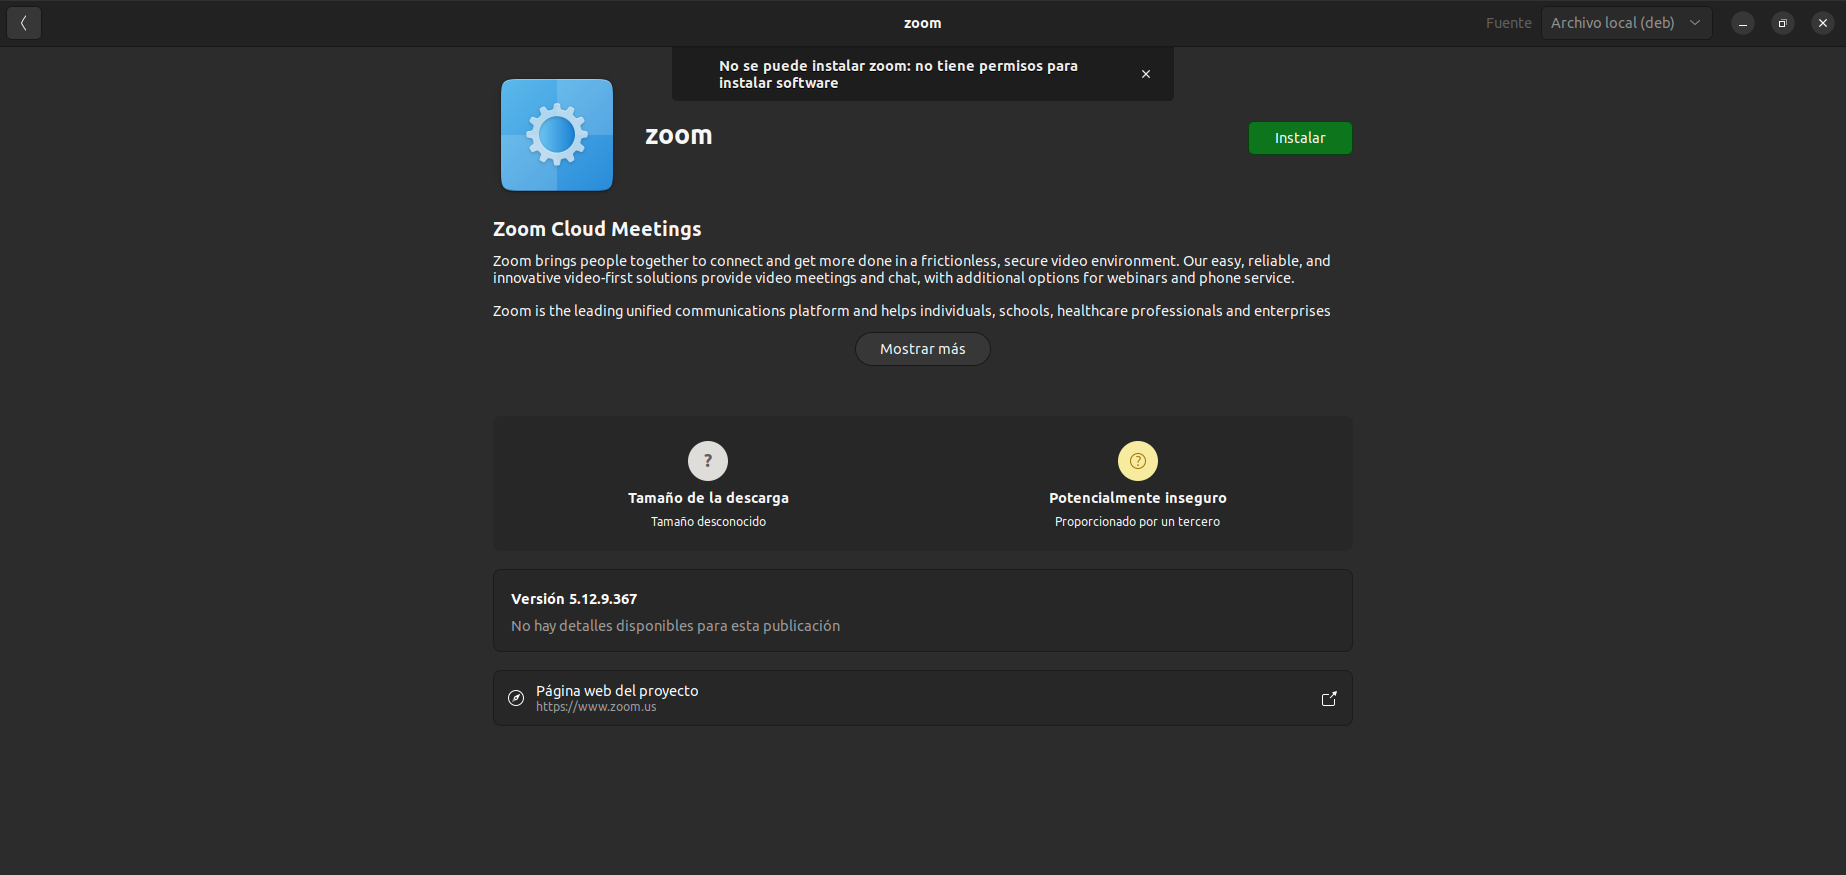 zoom
Fuente
Archivo local (deb)
No se puede instalar zoom: no tiene permisos para
instalar software
zoom
Instalar
Zoom Cloud Meetings
Zoom brings people together to connect and get more done in a frictionless, secure video environment. Our easy, reliable, and
innovative video-first solutions provide video meetings and chat, with additional options for webinars and phone service.
Zoom is the leading unified communications platform and helps individuals, schools, healthcare professionals and enterprises
Mostrar más
?
?
Tamaño de la descarga
Potencialmente inseguro
Tamaño desconocido
Proporcionado por un tercero
Versión 5.12.9.367
No hay detalles disponibles para esta publicación
Página web del proyecto
https://www.zoom.us